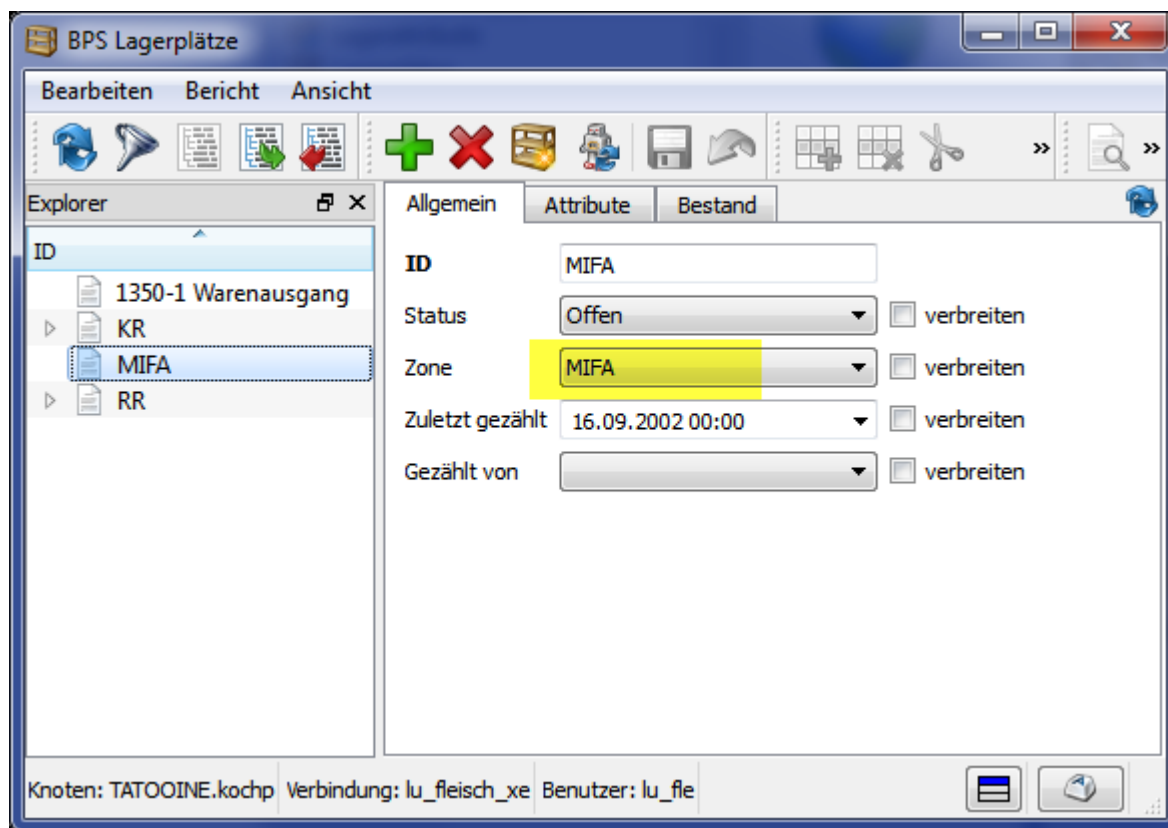 BPS Lagerplätze
Bearbeiten Bericht Ansicht
» »
Explorer
Allgemein Attribute Bestand
ID
1350-1 Warenausgang
KR
MIFA
RR
ID MIFA
Status Offen verbreiten
Zone MIFA verbreiten
Zuletzt gezählt 16.09.2002 00:00 verbreiten
Gezählt von verbreiten
Knoten: TATOOINE.kochp Verbindung: lu_fleisch_xe Benutzer: lu_fle